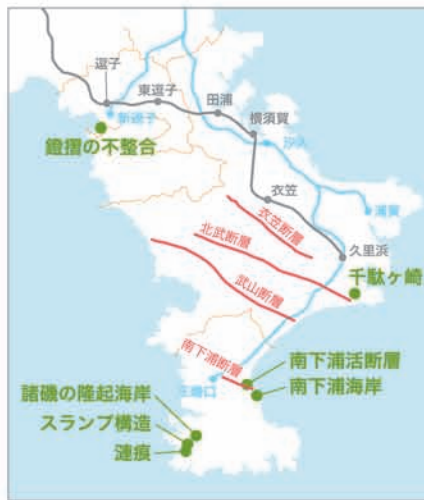 逗子
東逗子
田浦
横須賀
新逗子
汐入
鐙摺の不整合
衣笠
浦賀
衣笠断層
北武断層
久里浜
武山断層
千駄ヶ崎
南下浦断層
南下浦活断層
三崎口
南下浦海岸
諸磯の隆起海岸
スランプ構造
漣痕